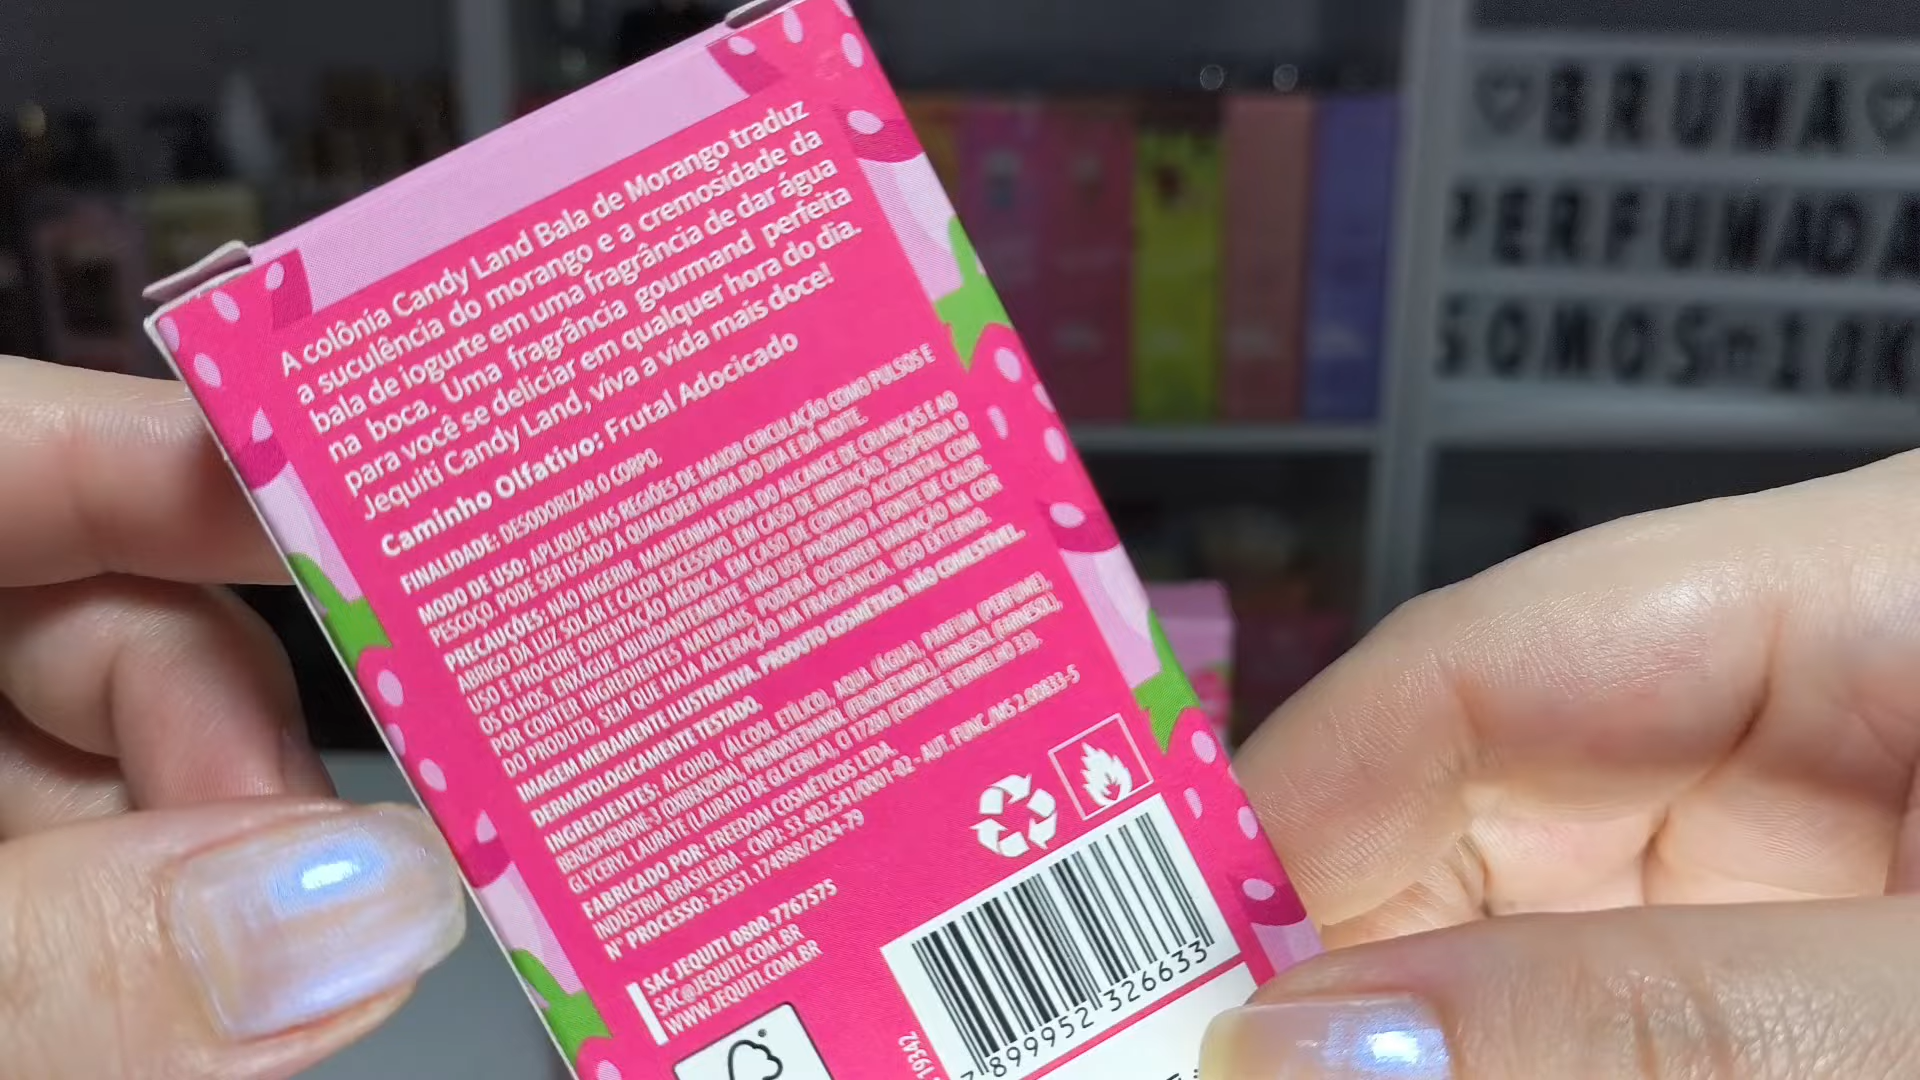 A colônia Candy Land Bala de Morango traduz
a suculência do morango e a cremosidade da
bala de iogurte em uma fragrância de dar água
na boca. Uma fragrância gourmand perfeita
para você se deliciar em qualquer hora do dia.
Jequiti Candy Land, viva a vida mais doce!
Caminho Olfativo: Frutal Adocicado
FINALIDADE: DESODORIZAR O CORPO.
MODO DE USO: APLIQUE NAS REGIÕES DE MAIOR CIRCULAÇÃO COMO PULSOS E
PESCOÇO. PODE SER USADO A QUALQUER HORA DO DIA E DA NOITE.
PRECAUÇÕES: NÃO INGERIR. MANTENHA FORA DO ALCANCE DE CRIANÇAS E AO
ABRIGO DA LUZ SOLAR E CALOR EXCESSIVO. EM CASO DE IRRITAÇÃO, SUSPENDA O
USO E PROCURE ORIENTAÇÃO MÉDICA. EM CASO DE CONTATO ACIDENTAL COM
OS OLHOS, ENXÁGUE ABUNDANTEMENTE. NÃO USE PRÓXIMO A FONTE DE CALOR.
POR CONTER INGREDIENTES NATURAIS, PODERÁ OCORRER VARIAÇÃO NA COR
DO PRODUTO, SEM QUE HAJA ALTERAÇÃO NA FRAGRÂNCIA. USO EXTERNO.
IMAGEM MERAMENTE ILUSTRATIVA. PRODUTO COSMÉTICO, NÃO COMESTÍVEL.
DERMATOLOGICAMENTE TESTADO.
INGREDIENTES: ALCOHOL (ÁLCOOL ETÍLICO), AQUA (ÁGUA), PARFUM (PERFUME),
BENZOPHENONE-3 (OXIBENZONA), PHENOXYETHANOL (FENOXIETANOL), FARNESOL (FARNESOL),
GLYCERYL LAURATE (LAURATO DE GLICERILA), CI 17200 (CORANTE VERMELHO 33).
FABRICADO POR: FREEDOM COSMÉTICOS LTDA.
INDÚSTRIA BRASILEIRA - CNPJ: 53.402.547/0001-02 - AUT. FUNC./MS 2.00833-5
Nº PROCESSO: 25351.174988/2024-79
SAC JEQUITI 0800.7767575
SAC@JEQUITI.COM.BR
WWW.JEQUITI.COM.BR
7899952326633
19342
BRUNA
PERFUMADA
SOMOS